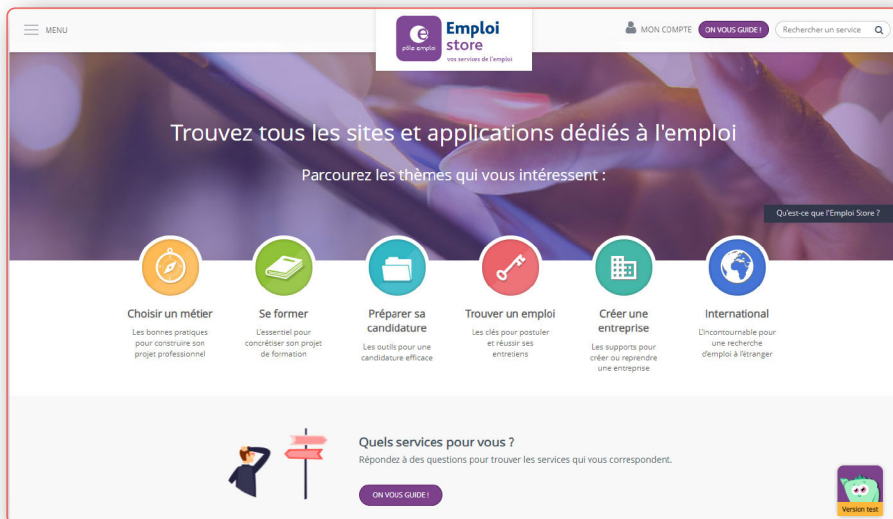 MENU
pôle emploi
Emploi
store
vos services de l'emploi
MON COMPTE
ON VOUS GUIDE !
Rechercher un service
Trouvez tous les sites et applications dédiés à l'emploi
Parcourez les thèmes qui vous intéressent :
Qu'est-ce que l'Emploi Store ?
Choisir un métier
Les bonnes pratiques
pour construire son
projet professionnel
Se former
L'essentiel pour
concrétiser son projet
de formation
Préparer sa
candidature
Les outils pour une
candidature efficace
Trouver un emploi
Les clés pour postuler
et réussir ses
entretiens
Créer une
entreprise
Les supports pour
créer ou reprendre
une entreprise
International
L'incontournable pour
une recherche
d'emploi à l'étranger
Quels services pour vous ?
Répondez à des questions pour trouver les services qui vous correspondent.
ON VOUS GUIDE !
Version test